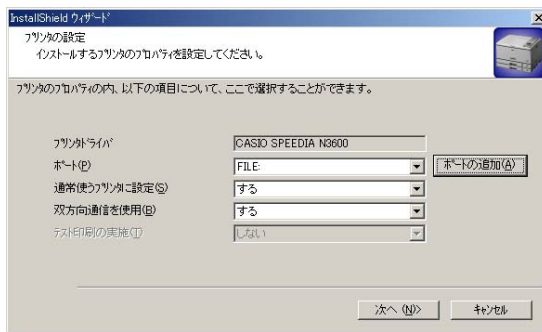 InstallShield ウィザード
プリンタの設定
インストールするプリンタのプロパティを設定してください。
プリンタのプロパティの内、以下の項目について、ここで選択することができます。
プリンタドライバ CASIO SPEEDIA N3600
ポート(P) FILE: ポートの追加(A)
通常使うプリンタに設定(S) する
双方向通信を使用(B) する
テスト印刷の実施(T) しない
次へ (N)> キャンセル